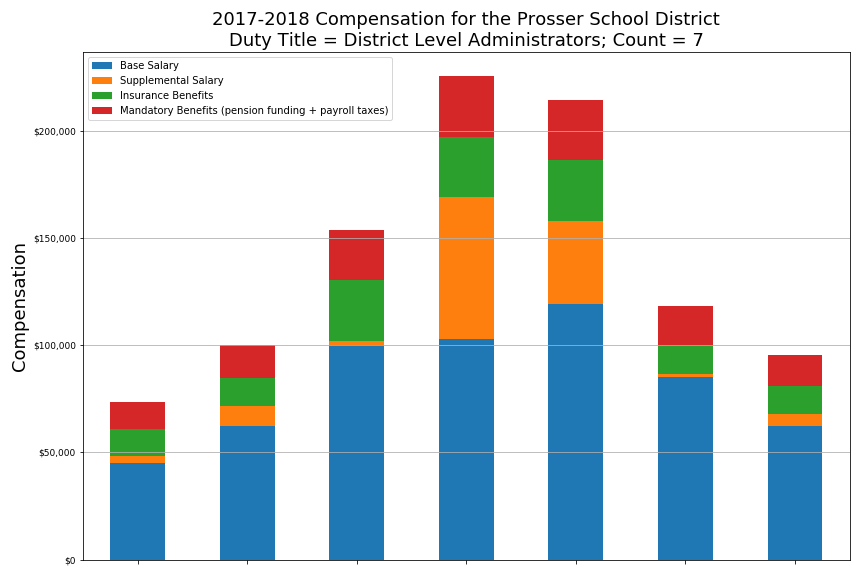 2017-2018 Compensation for the Prosser School District
Duty Title = District Level Administrators; Count = 7
Base Salary
Supplemental Salary
Insurance Benefits
Mandatory Benefits (pension funding + payroll taxes)
$200,000
$150,000
$100,000
$50,000
$0
Compensation